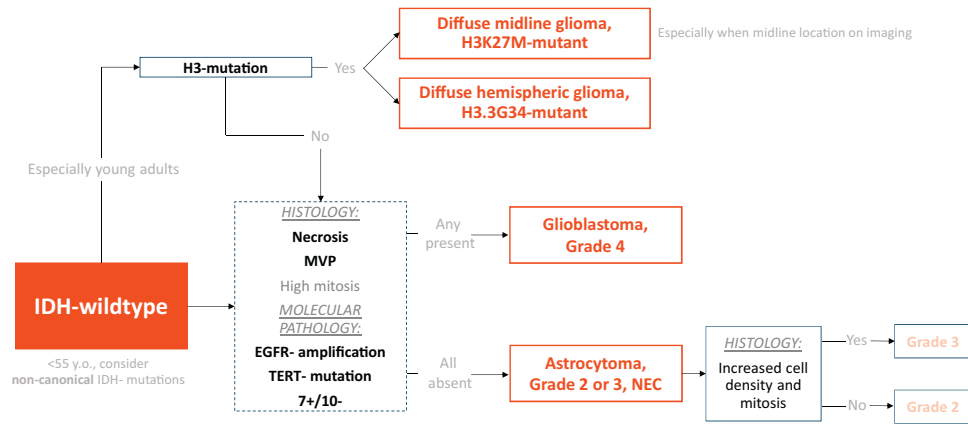 Diffuse midline glioma,
H3K27M-mutant
Especially when midline location on imaging
H3-mutation
Yes
Diffuse hemispheric glioma,
H3.3G34-mutant
No
Especially young adults
HISTOLOGY:
Necrosis
MVP
High mitosis
MOLECULAR
PATHOLOGY:
EGFR- amplification
TERT- mutation
7+/10-
Any
present
Glioblastoma,
Grade 4
IDH-wildtype
<55 y.o., consider
non-canonical IDH- mutations
All
absent
Astrocytoma,
Grade 2 or 3, NEC
HISTOLOGY:
Increased cell
density and
mitosis
Yes
Grade 3
No
Grade 2